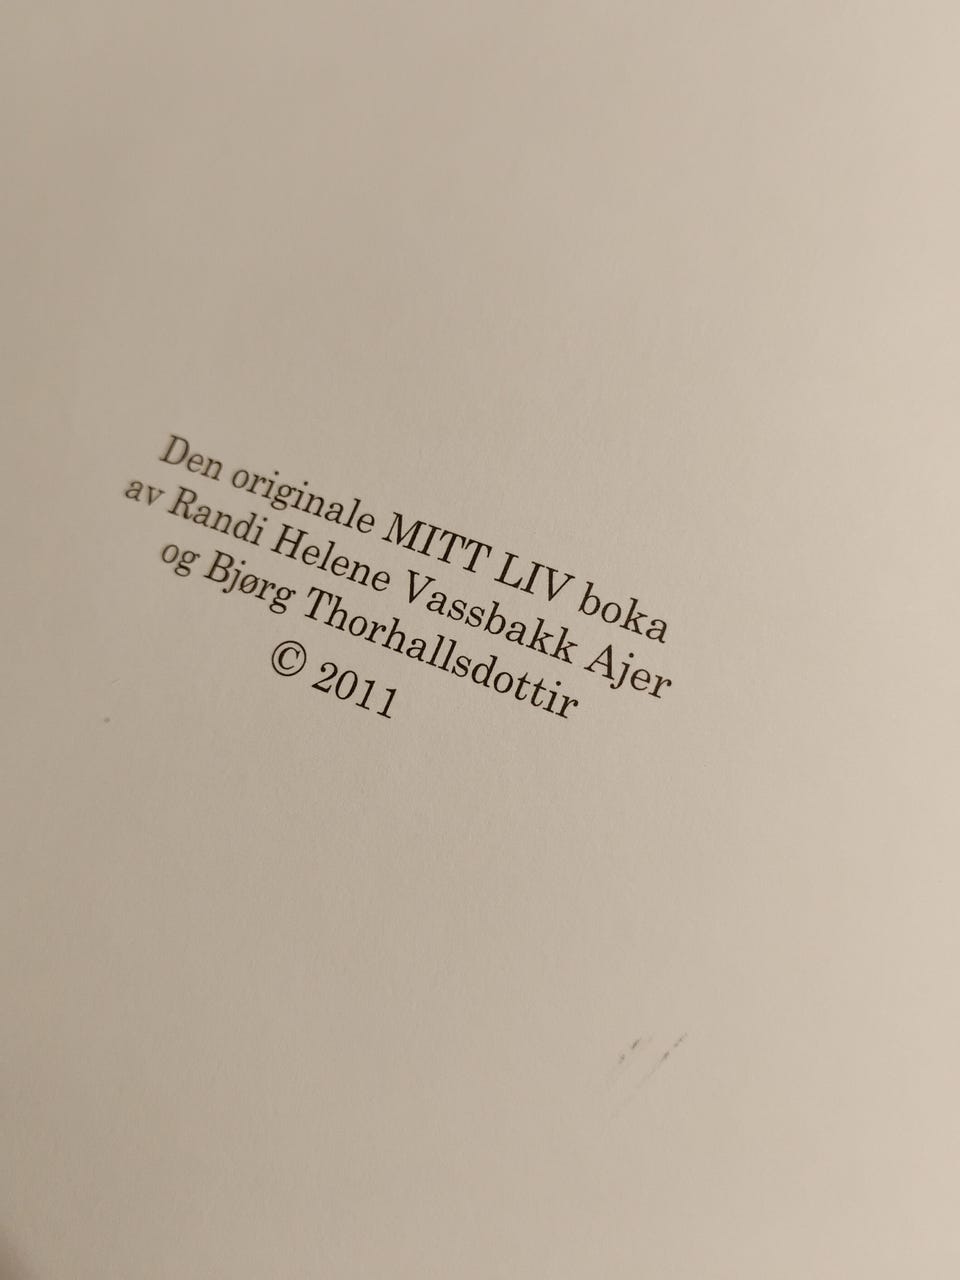 Den originale MITT LIV boka
av Randi Helene Vassbakk Ajer
og Bjørg Thorhallsdottir
© 2011